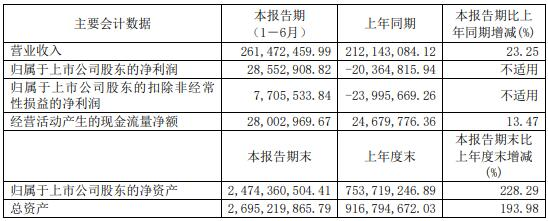 主要会计数据 本报告期（1－6月） 上年同期 本报告期比上年同期增减(%)
营业收入 261,472,459.99 212,143,084.12 23.25
归属于上市公司股东的净利润 28,552,908.82 -20,364,815.94 不适用
归属于上市公司股东的扣除非经常性损益的净利润 7,705,533.84 -23,995,669.26 不适用
经营活动产生的现金流量净额 28,002,969.67 24,679,776.36 13.47
本报告期末 上年度末 本报告期末比上年度末增减(%)
归属于上市公司股东的净资产 2,474,360,504.41 753,719,246.89 228.29
总资产 2,695,219,865.79 916,794,672.03 193.98